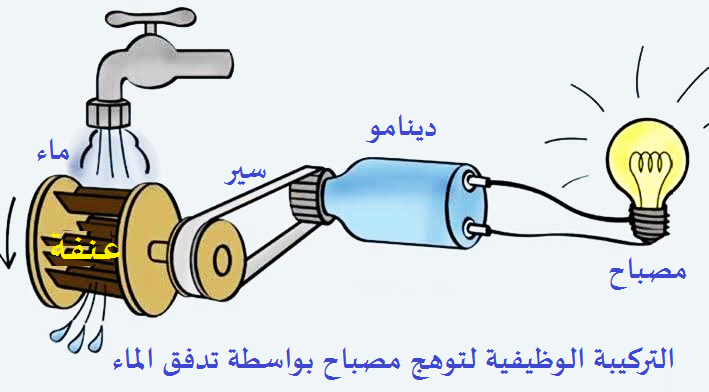 دينامو
ماء
سير
عنفة
مصباح
التركيبة الوظيفية لتوهج مصباح بواسطة تدفق الماء